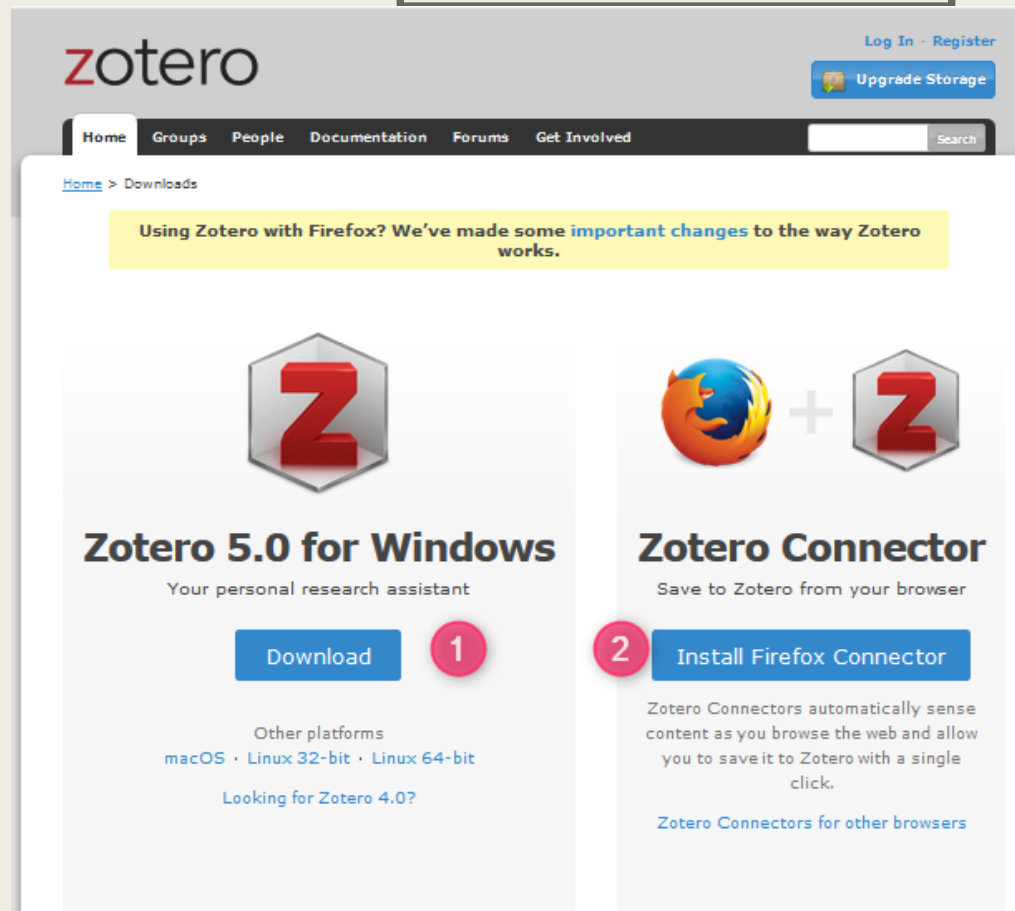 zotero
Log In - Register
Upgrade Storage
Home Groups People Documentation Forums Get Involved
Search
Home > Downloads
Using Zotero with Firefox? We've made some important changes to the way Zotero
works.
Z
+ Z
Zotero 5.0 for Windows
Your personal research assistant
Download
1
Other platforms
macOS · Linux 32-bit · Linux 64-bit
Looking for Zotero 4.0?
Zotero Connector
Save to Zotero from your browser
2
Install Firefox Connector
Zotero Connectors automatically sense
content as you browse the web and allow
you to save it to Zotero with a single
click.
Zotero Connectors for other browsers